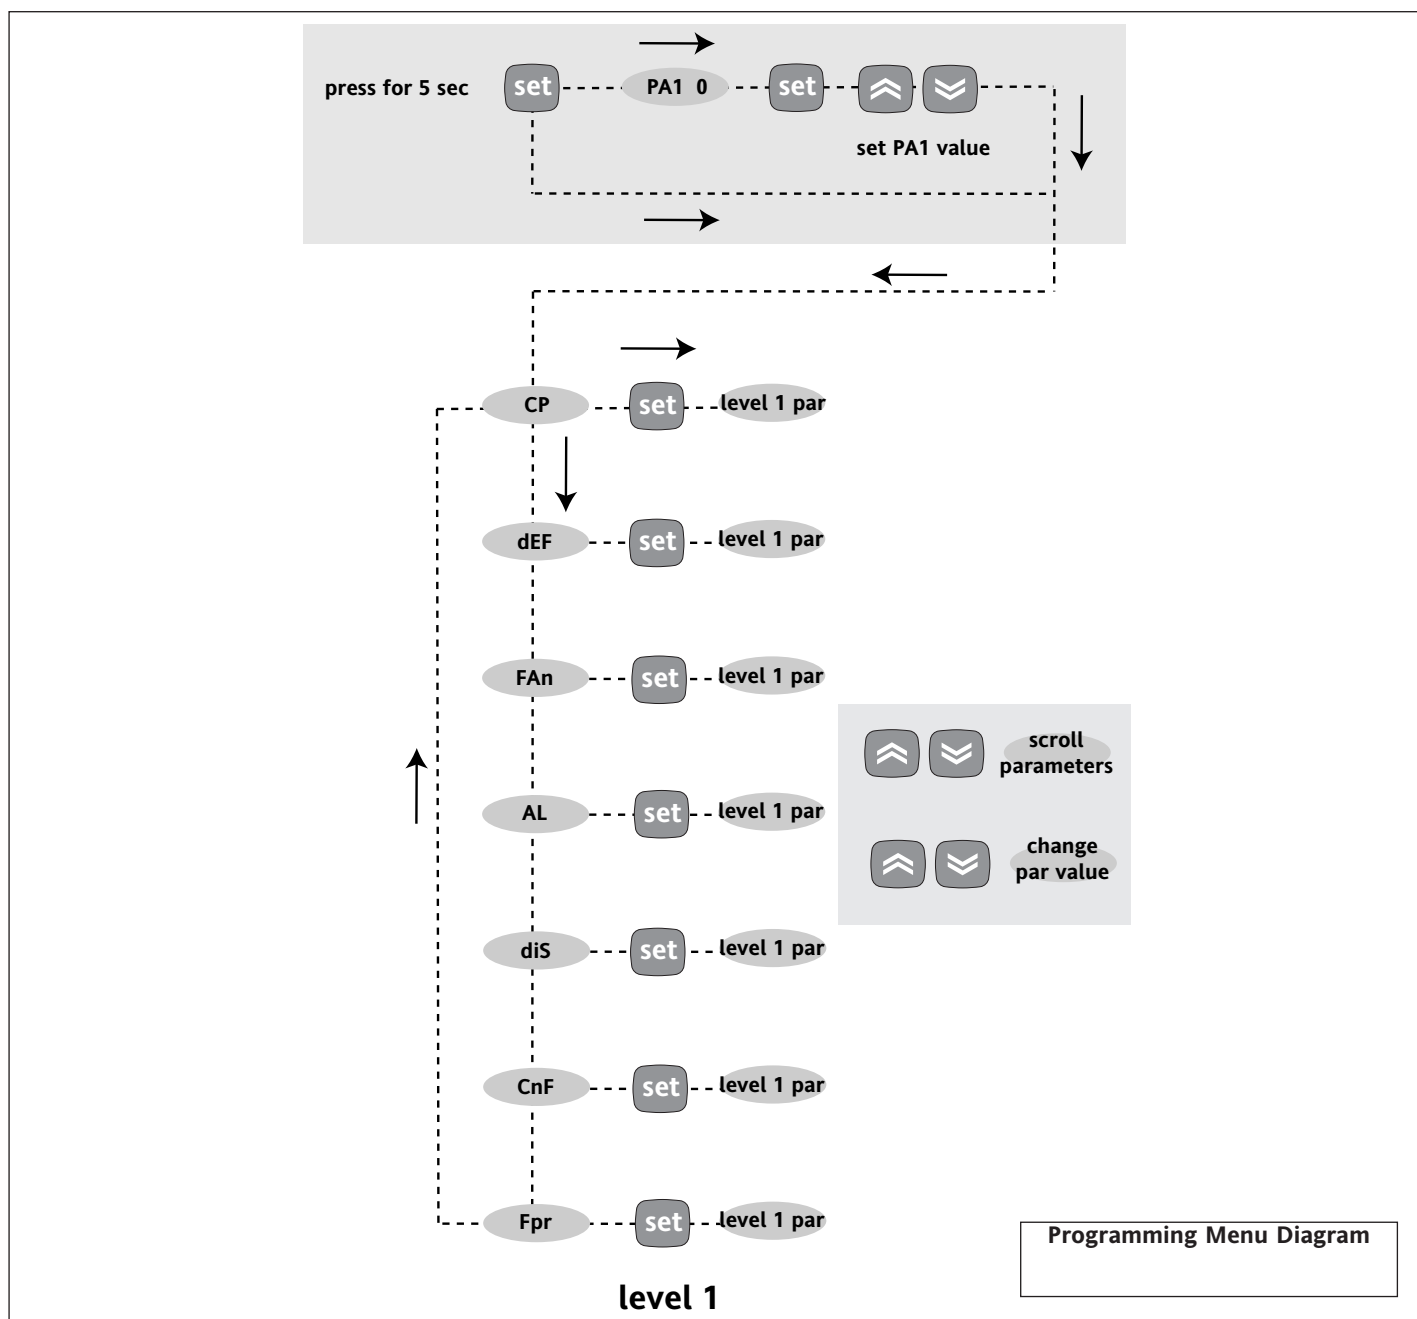 press for 5 sec set PA1 0 set
set PA1 value
CP set level 1 par
dEF set level 1 par
FAn set level 1 par
scroll
parameters
AL set level 1 par
change
par value
diS set level 1 par
CnF set level 1 par
Fpr set level 1 par
Programming Menu Diagram
level 1